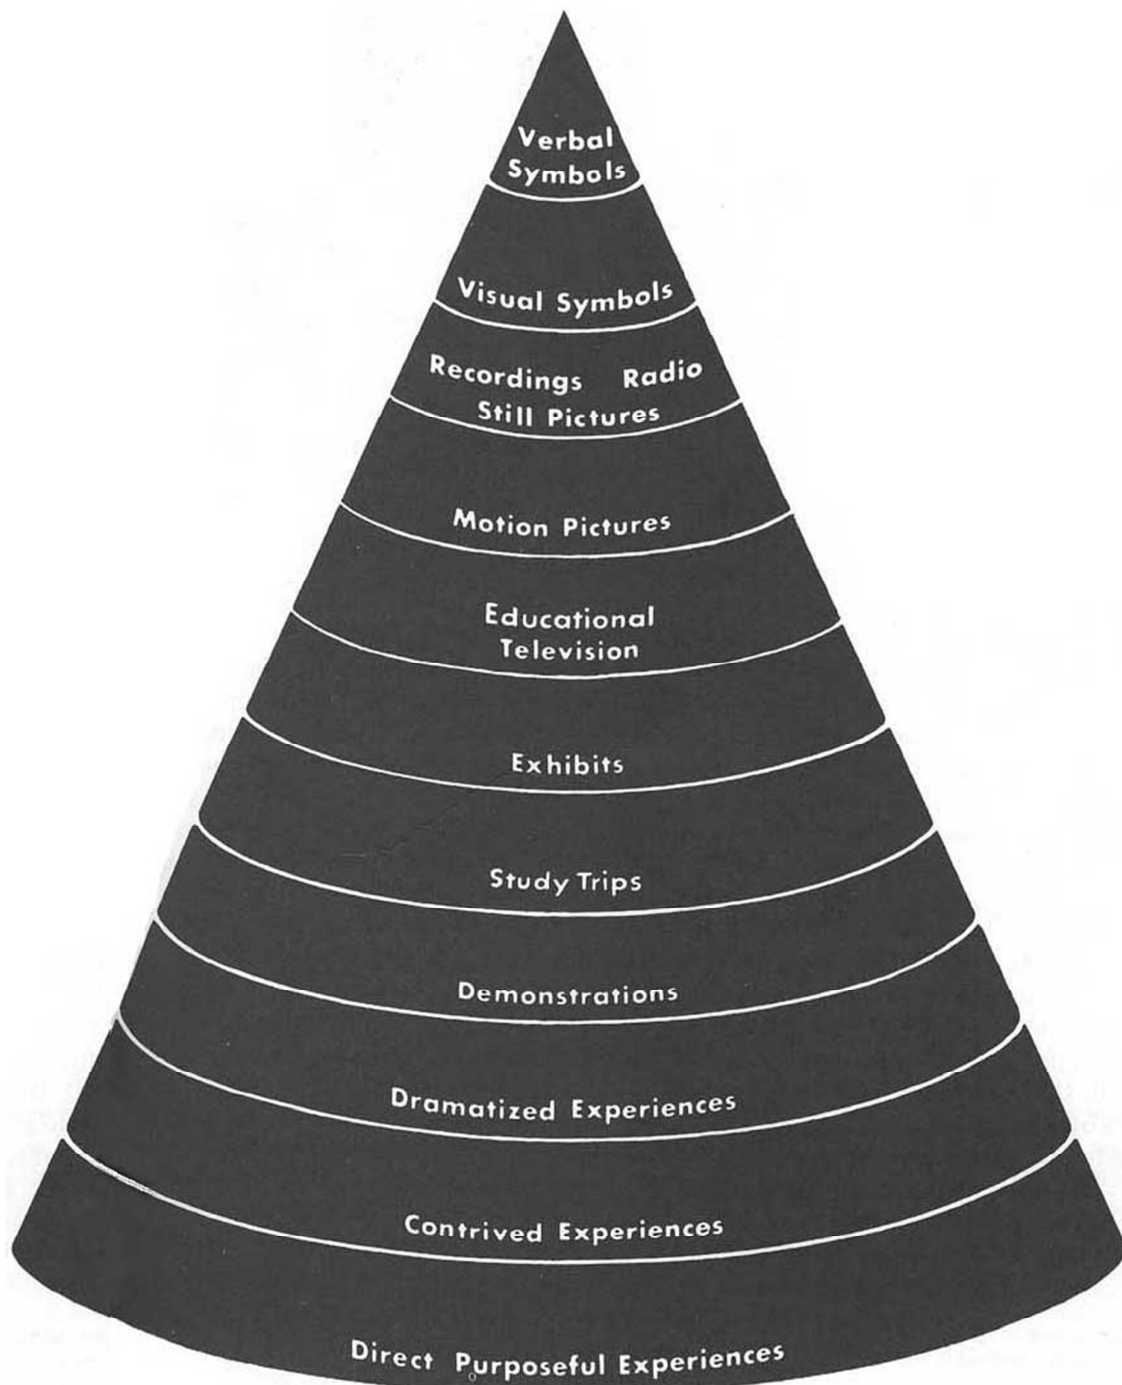 Verbal
Symbols
Visual Symbols
Recordings Radio
Still Pictures
Motion Pictures
Educational
Television
Exhibits
Study Trips
Demonstrations
Dramatized Experiences
Contrived Experiences
Direct Purposeful Experiences